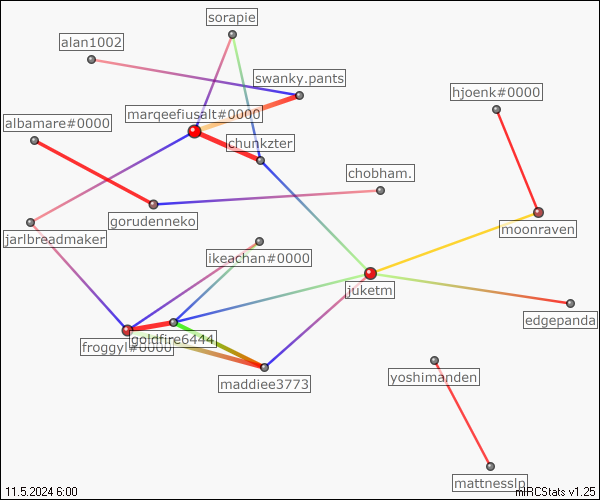 sorapie
alan1002
swanky.pants
hjoenk#0000
marqeefiusalt#0000
albamare#0000
chunkzter
chobham.
gorudenneko
moonraven
jarlbreadmaker
ikeachan#0000
juketm
edgepanda
goldfire6444
froggyl#0000
maddiee3773
yoshimanden
mattnesslp
11.5.2024 6:00
mIRCStats v1.25